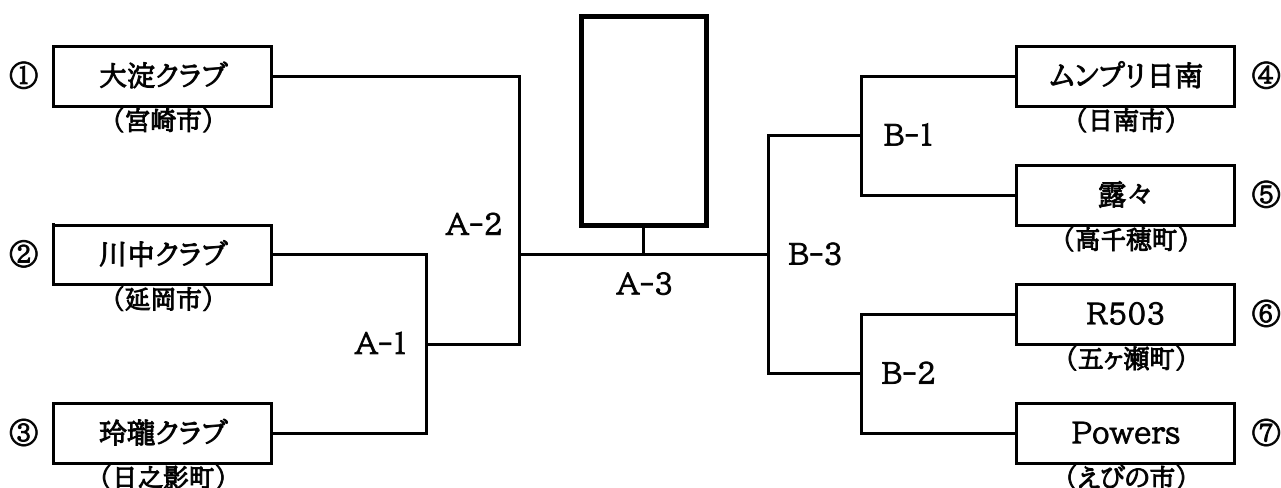 ① 大淀クラブ
（宮崎市）
② 川中クラブ
（延岡市）
③ 玲瓏クラブ
（日之影町）
A-1
A-2
A-3
B-3
B-1
B-2
ムンプリ日南 ④
（日南市）
露々 ⑤
（高千穂町）
R503 ⑥
（五ヶ瀬町）
Powers ⑦
（えびの市）